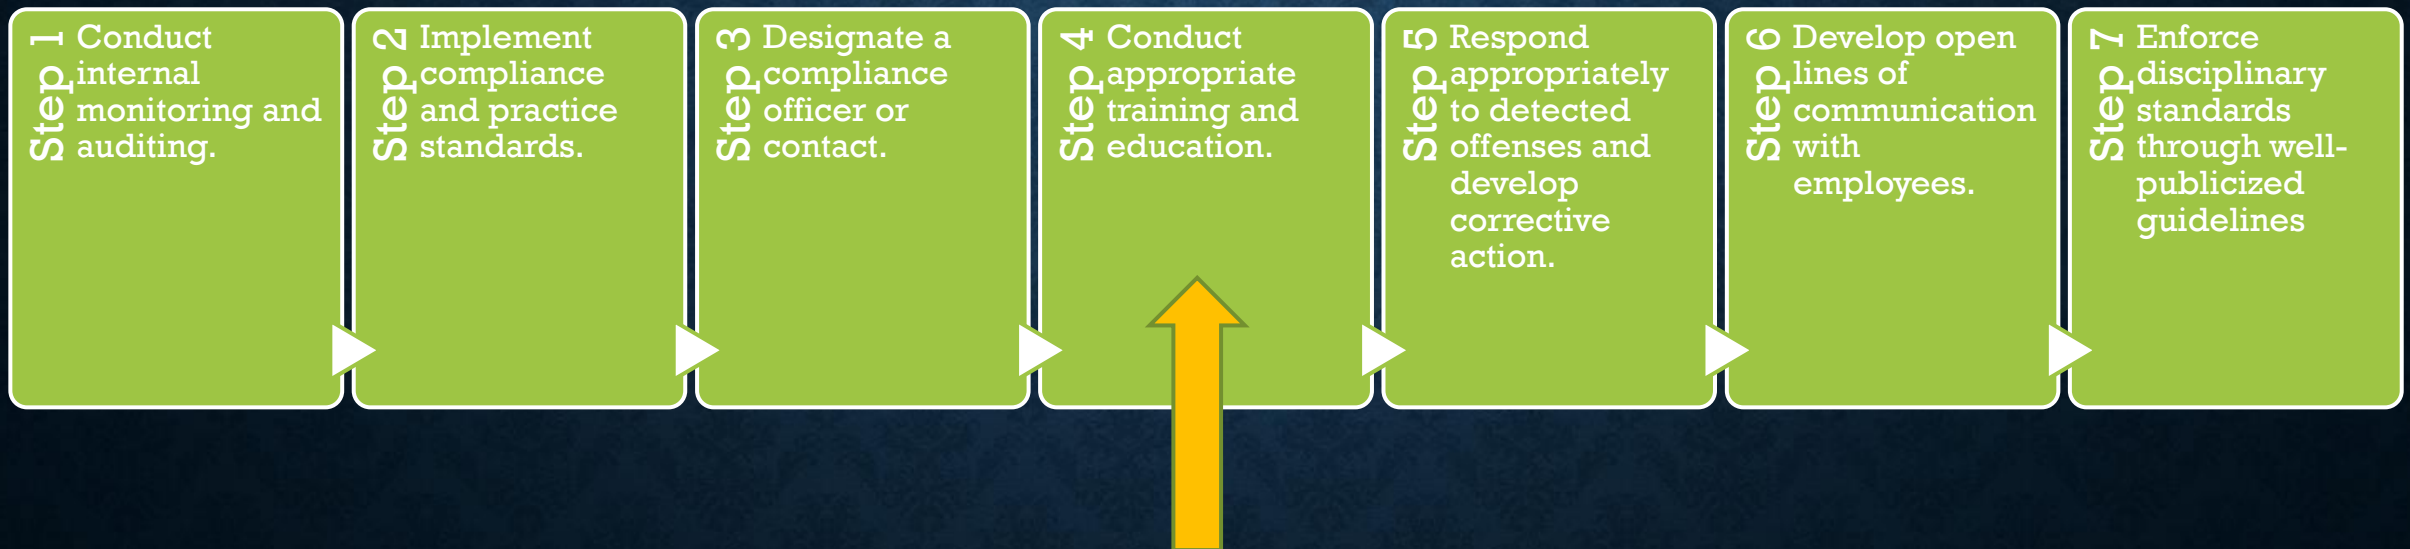 Step 1
Conduct
internal
monitoring and
auditing.
Step 2
Implement
compliance
and practice
standards.
Step 3
Designate a
compliance
officer or
contact.
Step 4
Conduct
appropriate
training and
education.
Step 5
Respond
appropriately
to detected
offenses and
develop
corrective
action.
Step 6
Develop open
lines of
communication
with
employees.
Step 7
Enforce
disciplinary
standards
through well-
publicized
guidelines